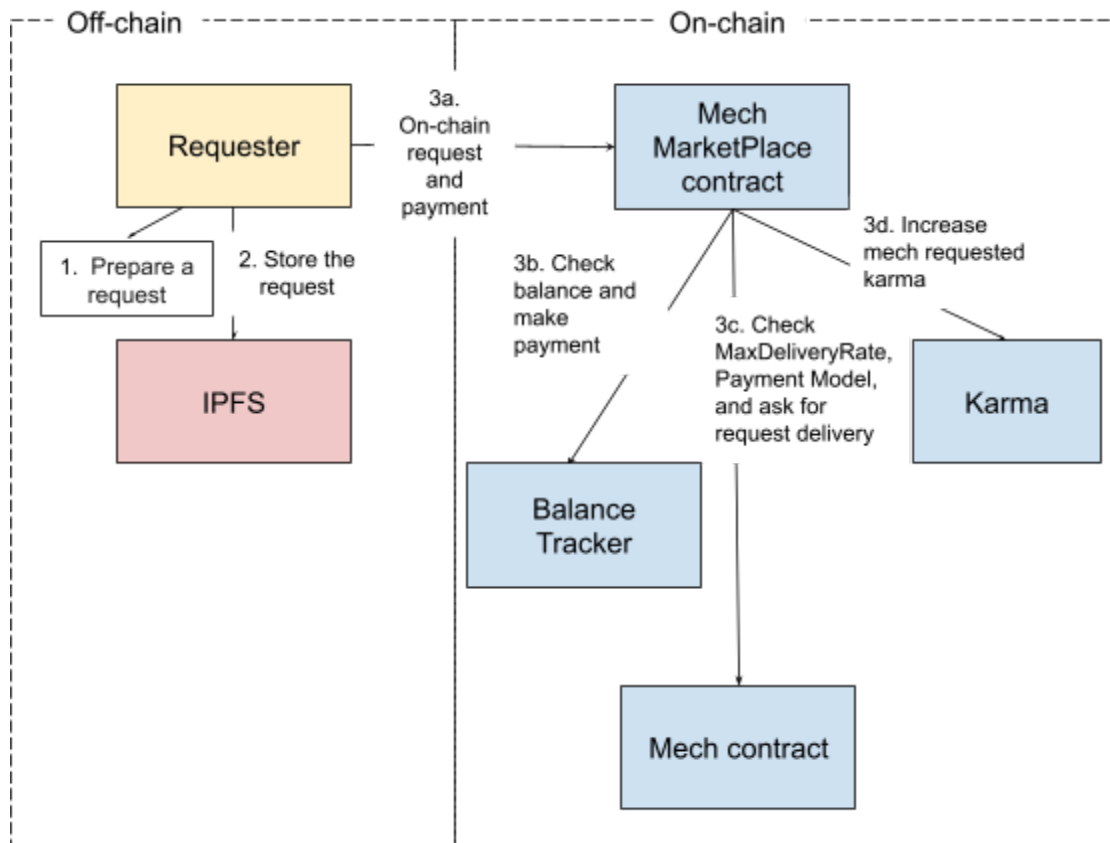 Off-chain
On-chain
Requester
3a.
On-chain
request
and
payment
Mech
MarketPlace
contract
1. Prepare a
request
2. Store the
request
3b. Check
balance and
make
payment
3c. Check
MaxDeliveryRate,
Payment Model,
and ask for
request delivery
3d. Increase
mech requested
karma
IPFS
Karma
Balance
Tracker
Mech contract